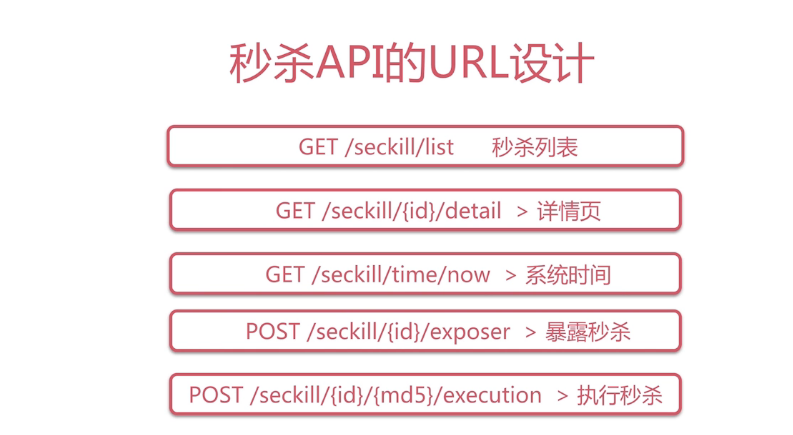 秒杀API的URL设计
GET /seckill/list 秒杀列表
GET /seckill/{id}/detail > 详情页
GET /seckill/time/now > 系统时间
POST /seckill/{id}/exposer > 暴露秒杀
POST /seckill/{id}/{md5}/execution > 执行秒杀